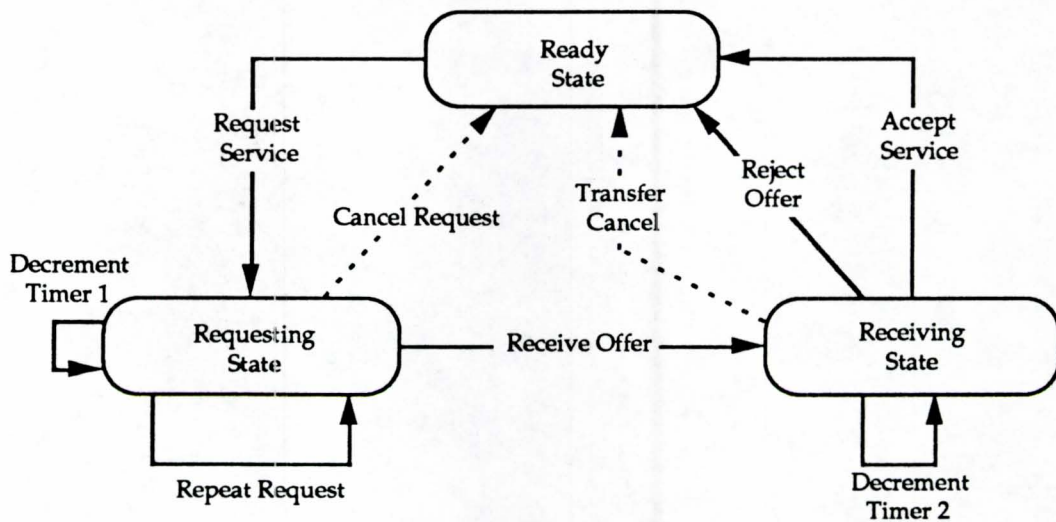 Ready
State
Request
Service
Accept
Service
Reject
Offer
Transfer
Cancel
Cancel Request
Decrement
Timer 1
Requesting
State
Receive Offer
Receiving
State
Repeat Request
Decrement
Timer 2